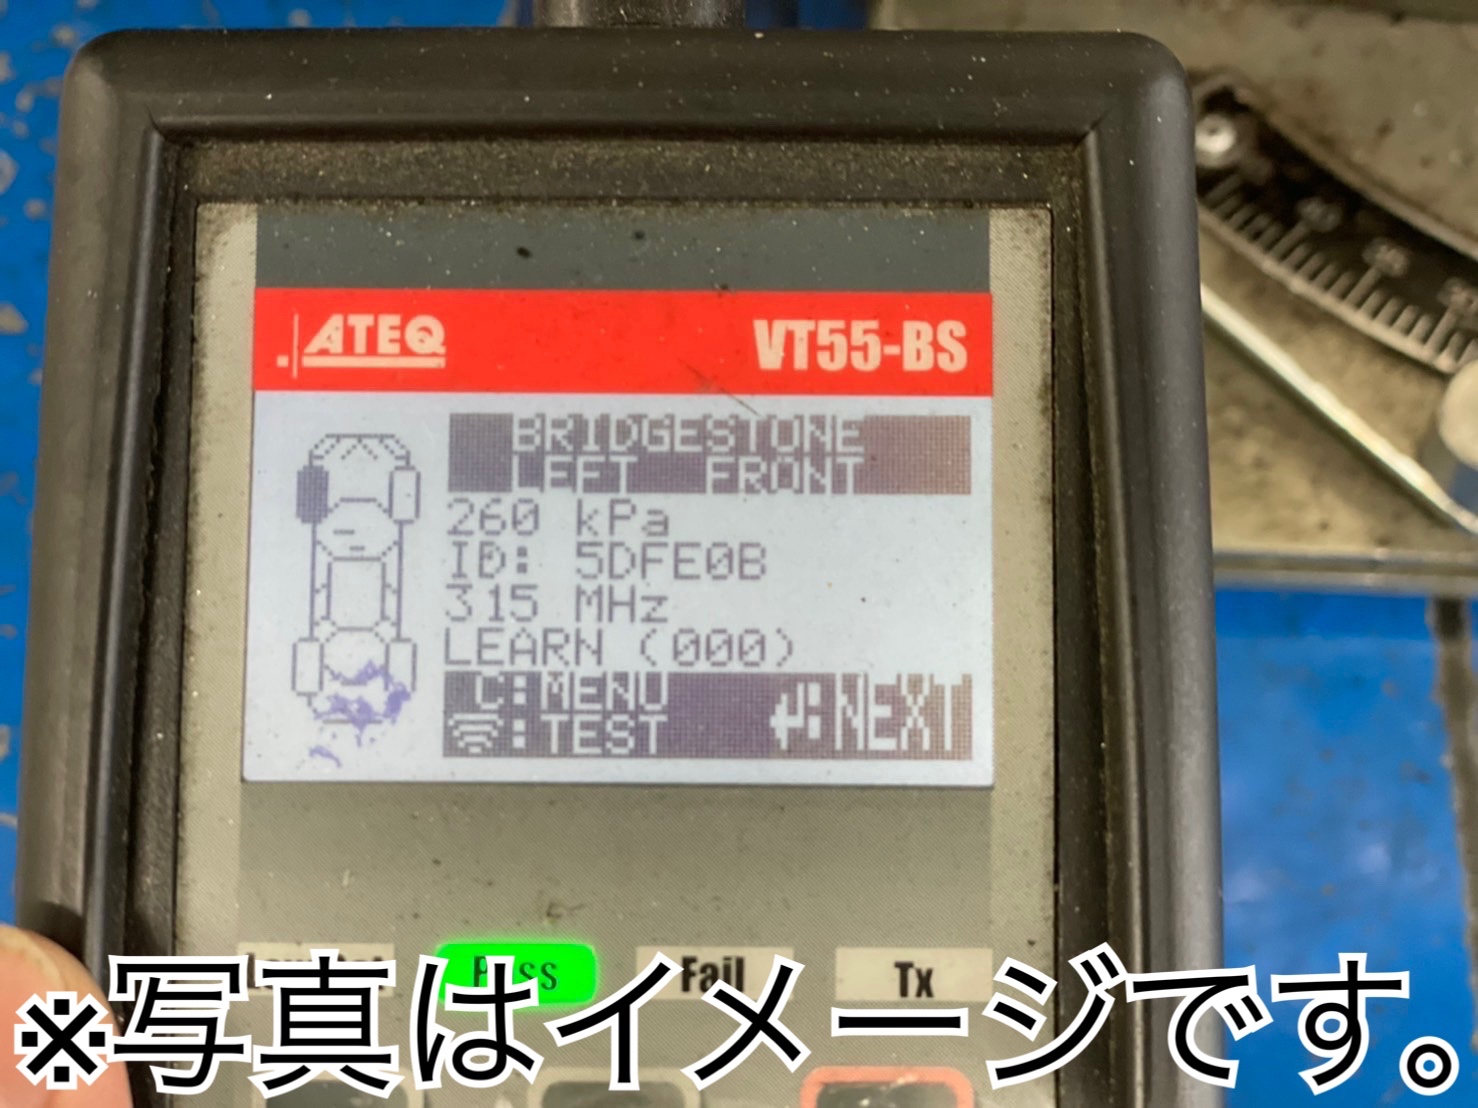 ATEQ VT55-BS
BRIDGESTONE
LEFT FRONT
260 kPa
ID: 5DFE0B
315 MHz
LEARN (000)
C:MENU
:TEST ↵:NEXT
Pass Fail Tx
※写真はイメージです。